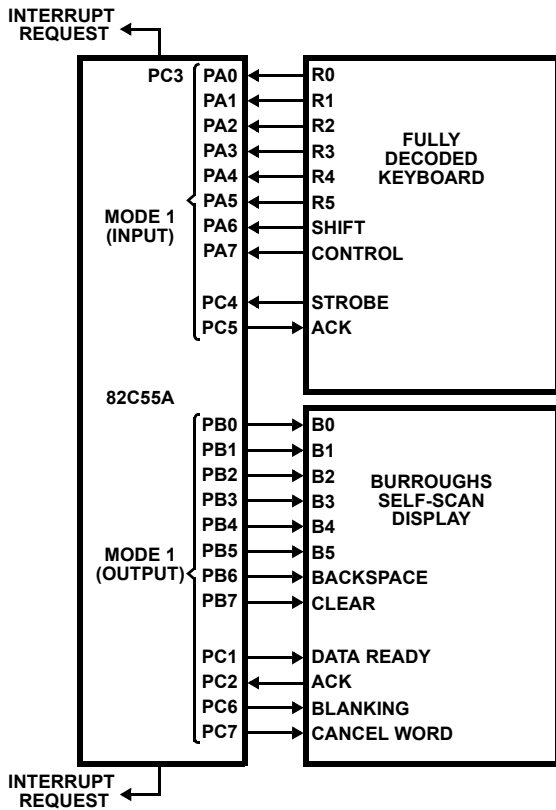 INTERRUPT
REQUEST
PC3 PA0 R0
PA1 R1
PA2 R2
PA3 R3
PA4 R4
PA5 R5
PA6 SHIFT
PA7 CONTROL
FULLY
DECODED
KEYBOARD
MODE 1
(INPUT)
PC4 STROBE
PC5 ACK
82C55A
PB0 B0
PB1 B1
PB2 B2
PB3 B3
PB4 B4
PB5 B5
PB6 BACKSPACE
PB7 CLEAR
BURROUGHS
SELF-SCAN
DISPLAY
MODE 1
(OUTPUT)
PC1 DATA READY
PC2 ACK
PC6 BLANKING
PC7 CANCEL WORD
INTERRUPT
REQUEST